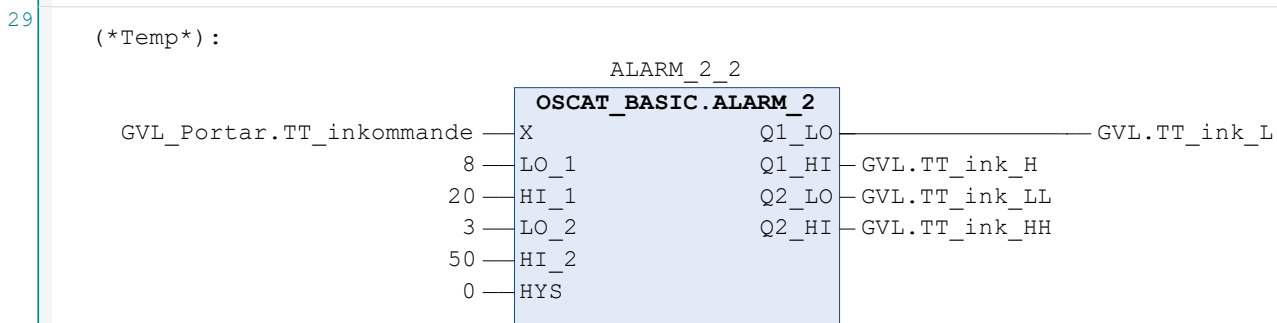 29
(*Temp*):
ALARM_2_2
OSCAT_BASIC.ALARM_2
GVL_Portar.TT_inkommande X Q1_LO GVL.TT_ink_L
8 LO_1 Q1_HI GVL.TT_ink_H
20 HI_1 Q2_LO GVL.TT_ink_LL
3 LO_2 Q2_HI GVL.TT_ink_HH
50 HI_2
0 HYS